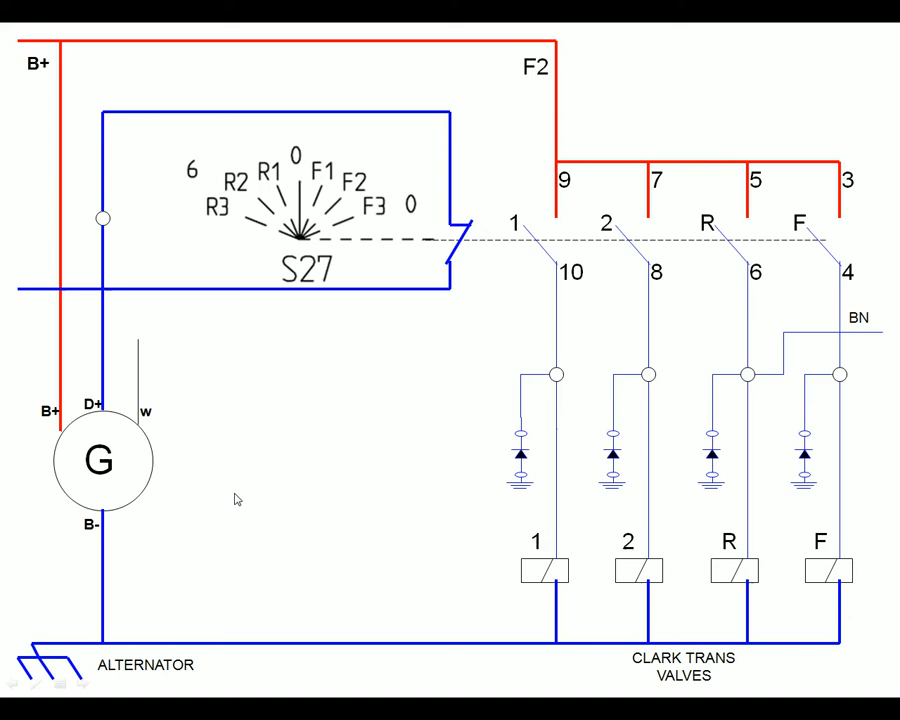 B+
F2
0
6
R1
F1
R2
F2
R3
F3
0
S27
9
7
5
3
1
2
R
F
10
8
6
4
BN
B+
D+
w
G
B-
1
2
R
F
ALTERNATOR
CLARK TRANS
VALVES